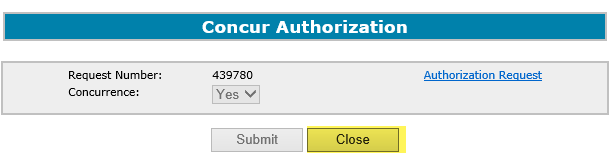 Concur Authorization
Request Number: 439780 Authorization Request
Concurrence: Yes
Submit Close